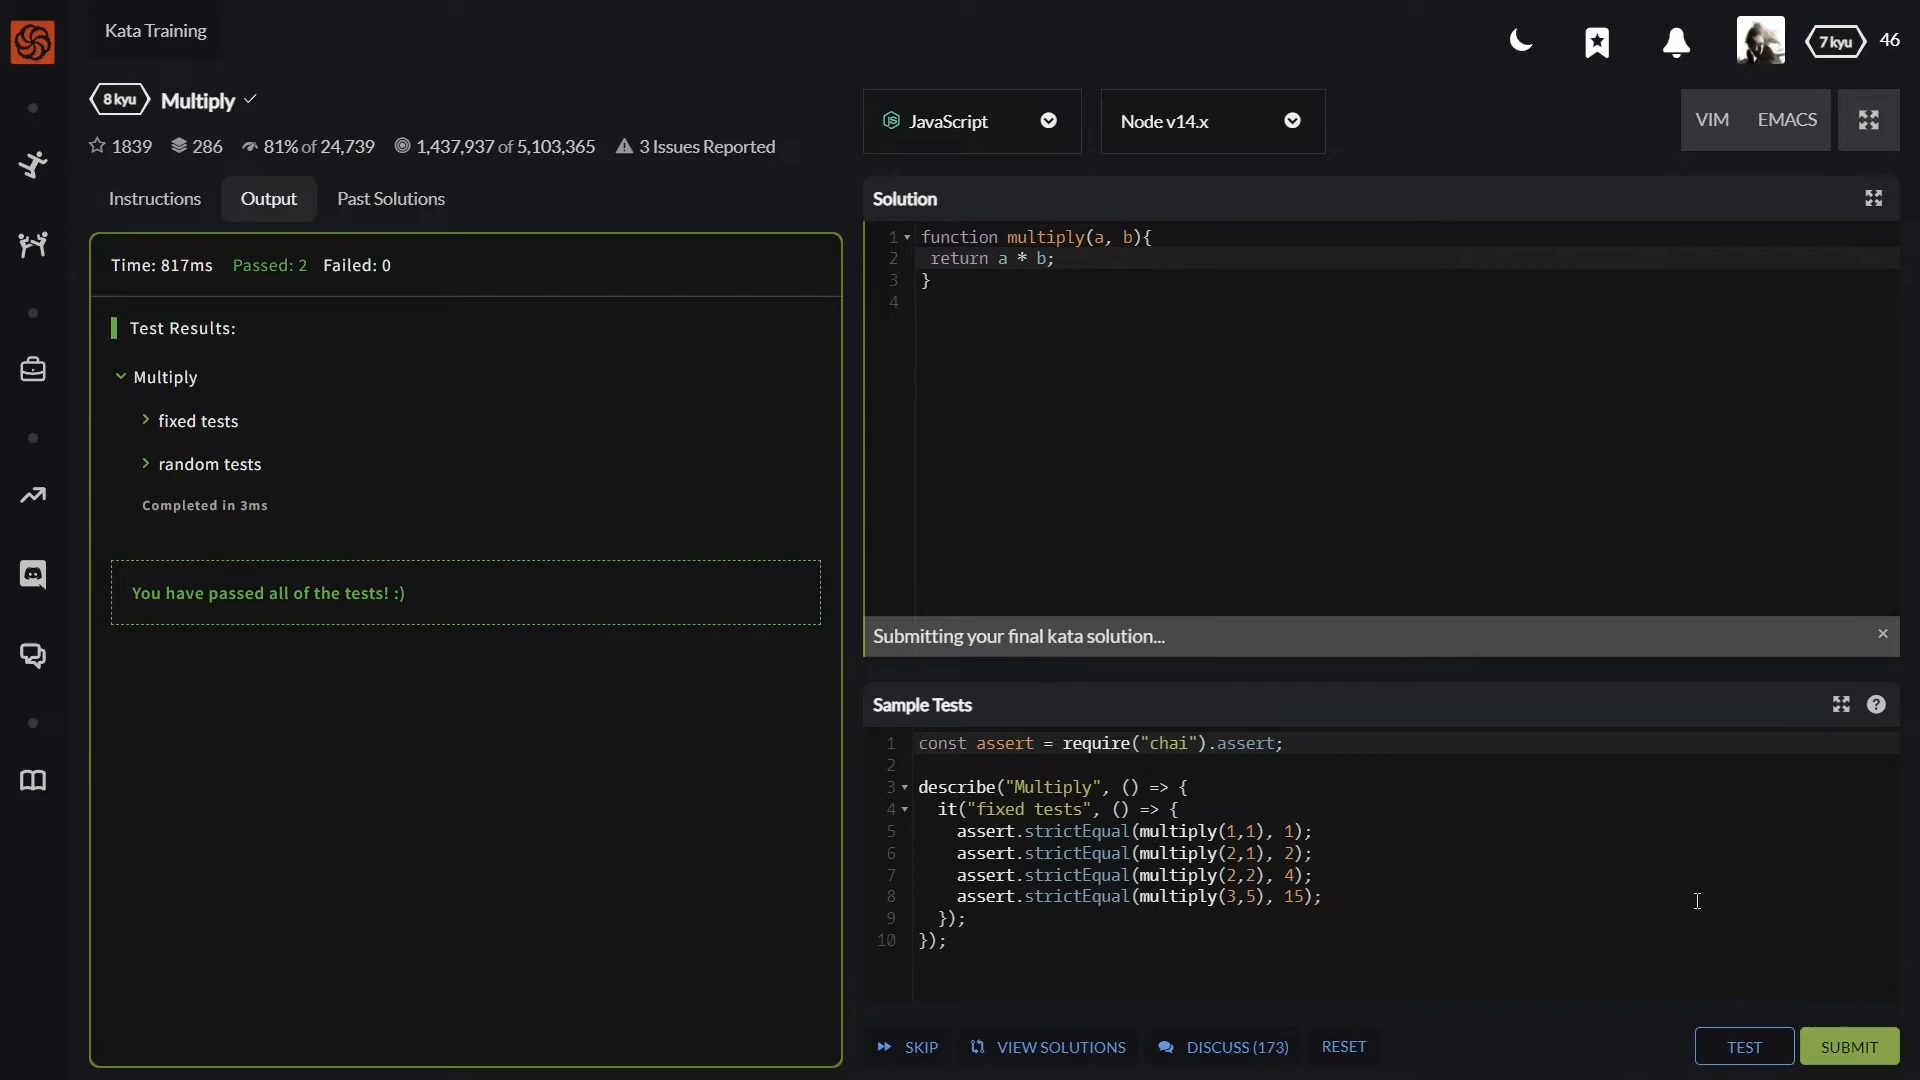 Kata Training
7 kyu
46
8 kyu
Multiply
1839
286
81% of 24,739
1,437,937 of 5,103,365
3 Issues Reported
JavaScript
Node v14.x
VIM
EMACS
Instructions
Output
Past Solutions
Time: 817ms Passed: 2 Failed: 0
Test Results:
Multiply
fixed tests
random tests
Completed in 3ms
You have passed all of the tests! :)
Solution
1 function multiply(a, b){
2  return a * b;
3 }
4
Submitting your final kata solution...
Sample Tests
1 const assert = require("chai").assert;
2
3 describe("Multiply", () => {
4   it("fixed tests", () => {
5     assert.strictEqual(multiply(1,1), 1);
6     assert.strictEqual(multiply(2,1), 2);
7     assert.strictEqual(multiply(2,2), 4);
8     assert.strictEqual(multiply(3,5), 15);
9   });
10 });
SKIP
VIEW SOLUTIONS
DISCUSS (173)
RESET
TEST
SUBMIT